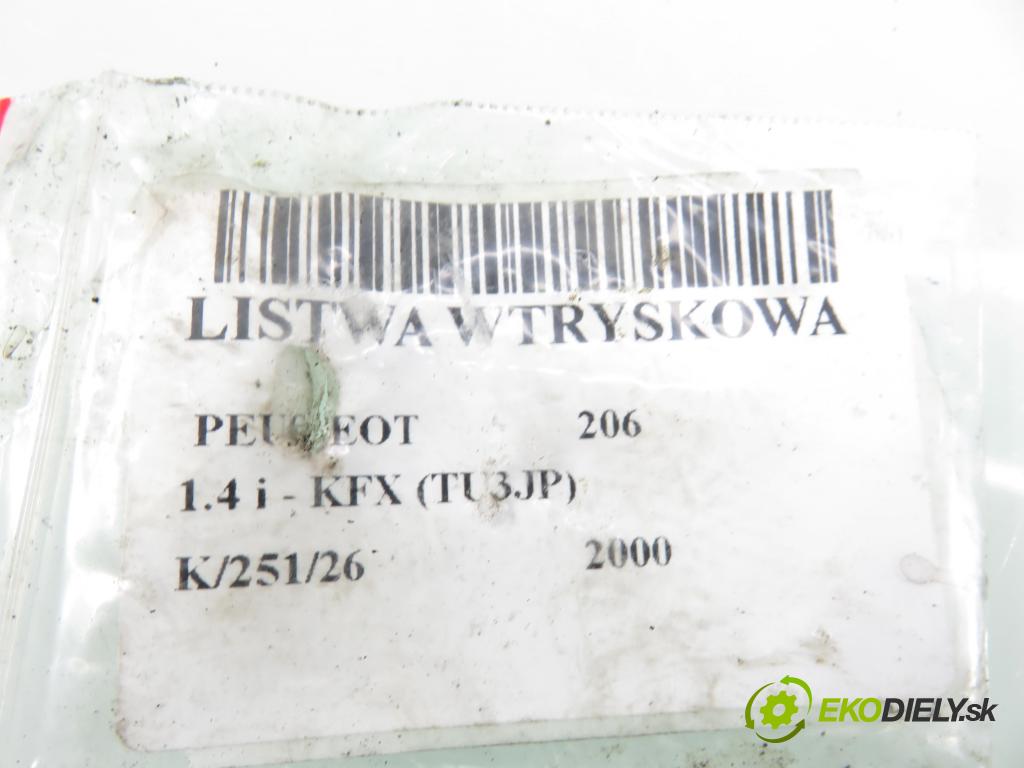 LISTWA WTRYSKOWA
PEUGEOT 206
1.4 i - KFX (TU3JP)
K/251/26 2000
EKODIELY.sk